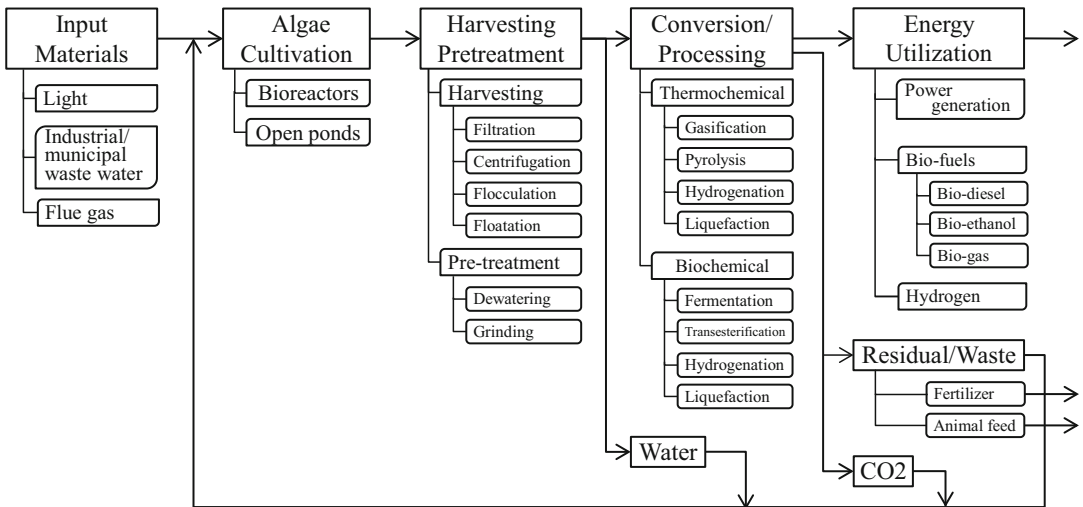 Input
Materials
Light
Industrial/
municipal
waste water
Flue gas
Algae
Cultivation
Bioreactors
Open ponds
Harvesting
Pretreatment
Harvesting
Filtration
Centrifugation
Flocculation
Floatation
Pre-treatment
Dewatering
Grinding
Water
Conversion/
Processing
Thermochemical
Gasification
Pyrolysis
Hydrogenation
Liquefaction
Biochemical
Fermentation
Transesterification
Hydrogenation
Liquefaction
Energy
Utilization
Power
generation
Bio-fuels
Bio-diesel
Bio-ethanol
Bio-gas
Hydrogen
Residual/Waste
Fertilizer
Animal feed
CO2